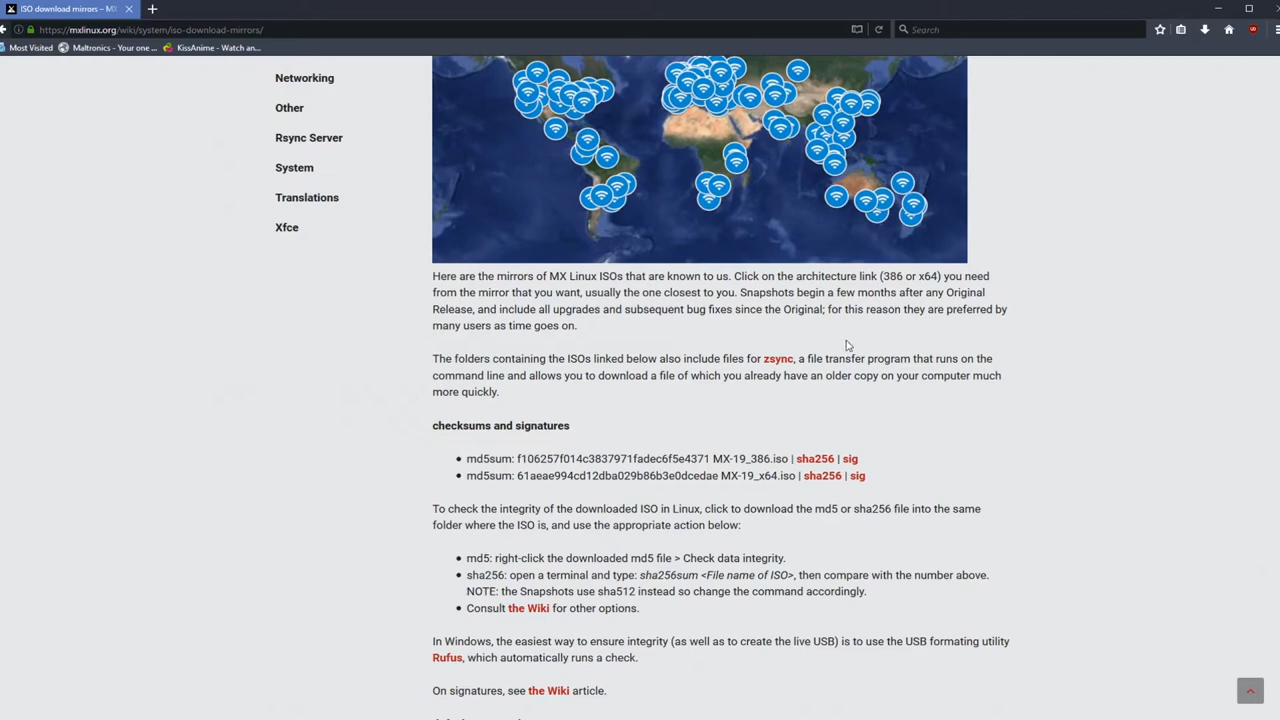 ISO download mirrors – MX
https://mxlinux.org/wiki/system/iso-download-mirrors/
Search
Most Visited
Maltronics - Your one ...
KissAnime - Watch an...
Networking
Other
Rsync Server
System
Translations
Xfce
Here are the mirrors of MX Linux ISOs that are known to us. Click on the architecture link (386 or x64) you need
from the mirror that you want, usually the one closest to you. Snapshots begin a few months after any Original
Release, and include all upgrades and subsequent bug fixes since the Original; for this reason they are preferred by
many users as time goes on.
The folders containing the ISOs linked below also include files for zsync, a file transfer program that runs on the
command line and allows you to download a file of which you already have an older copy on your computer much
more quickly.
checksums and signatures
md5sum: f106257f014c3837971fadec6f5e4371 MX-19_386.iso | sha256 | sig
md5sum: 61aeae994cd12dba029b86b3e0dcedae MX-19_x64.iso | sha256 | sig
To check the integrity of the downloaded ISO in Linux, click to download the md5 or sha256 file into the same
folder where the ISO is, and use the appropriate action below:
md5: right-click the downloaded md5 file > Check data integrity.
sha256: open a terminal and type: sha256sum <File name of ISO>, then compare with the number above.
NOTE: the Snapshots use sha512 instead so change the command accordingly.
Consult the Wiki for other options.
In Windows, the easiest way to ensure integrity (as well as to create the live USB) is to use the USB formating utility
Rufus, which automatically runs a check.
On signatures, see the Wiki article.